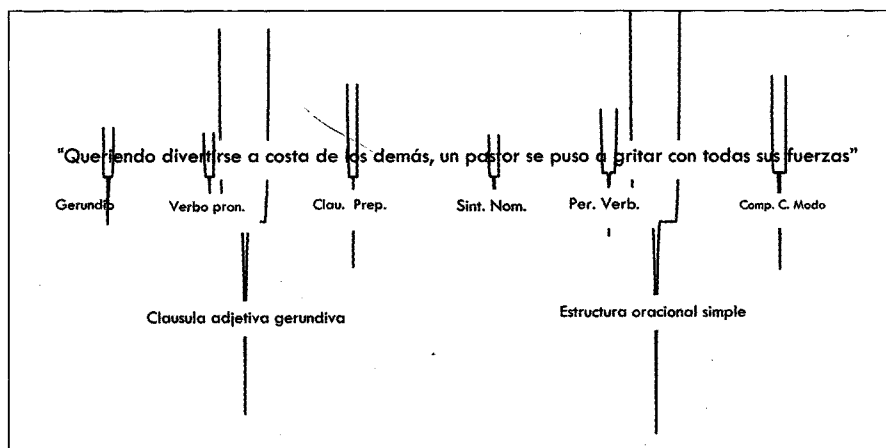 "Queriendo divertirse a costa de los demás, un pastor se puso a gritar con todas sus fuerzas"
Gerundio Verbo pron. Clau. Prep. Sint. Nom. Per. Verb. Comp. C. Modo
Clausula adjetiva gerundiva Estructura oracional simple